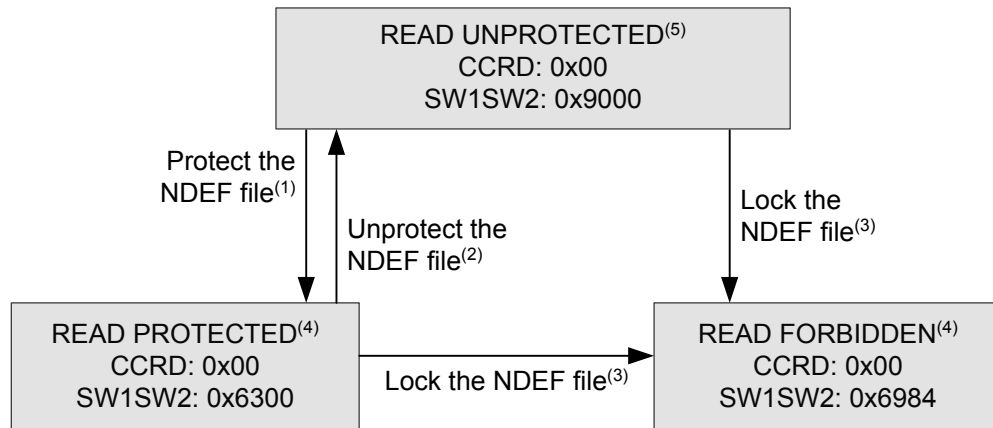 READ UNPROTECTED(5)
CCRD: 0x00
SW1SW2: 0x9000
Protect the
NDEF file(1)
Unprotect the
NDEF file(2)
Lock the
NDEF file(3)
READ PROTECTED(4)
CCRD: 0x00
SW1SW2: 0x6300
Lock the NDEF file(3)
READ FORBIDDEN(4)
CCRD: 0x00
SW1SW2: 0x6984